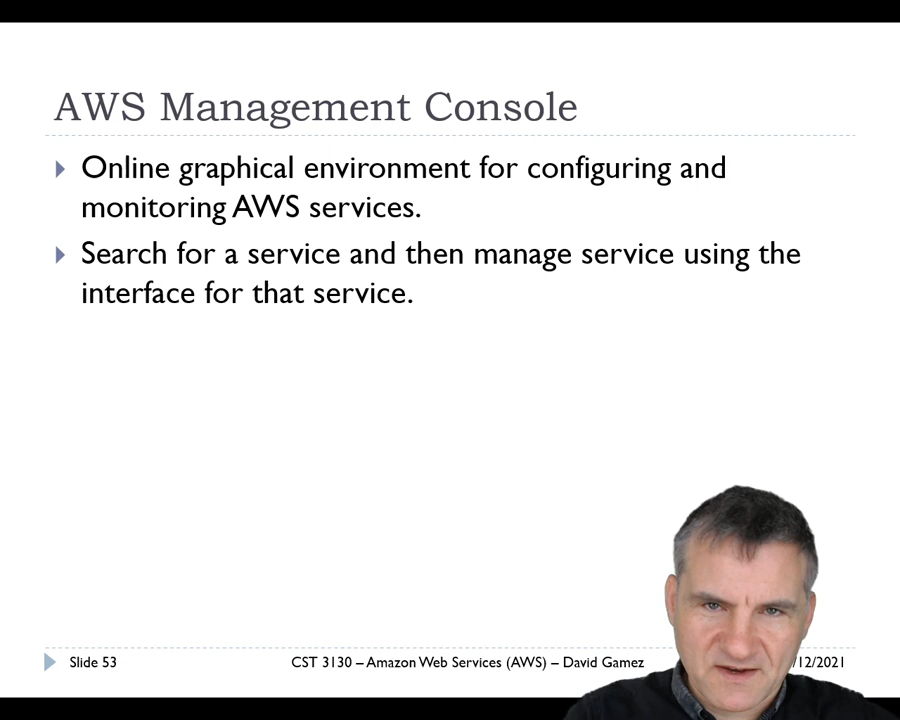 AWS Management Console
Online graphical environment for configuring and
monitoring AWS services.
Search for a service and then manage service using the
interface for that service.
Slide 53 CST 3130 – Amazon Web Services (AWS) – David Gamez /12/2021